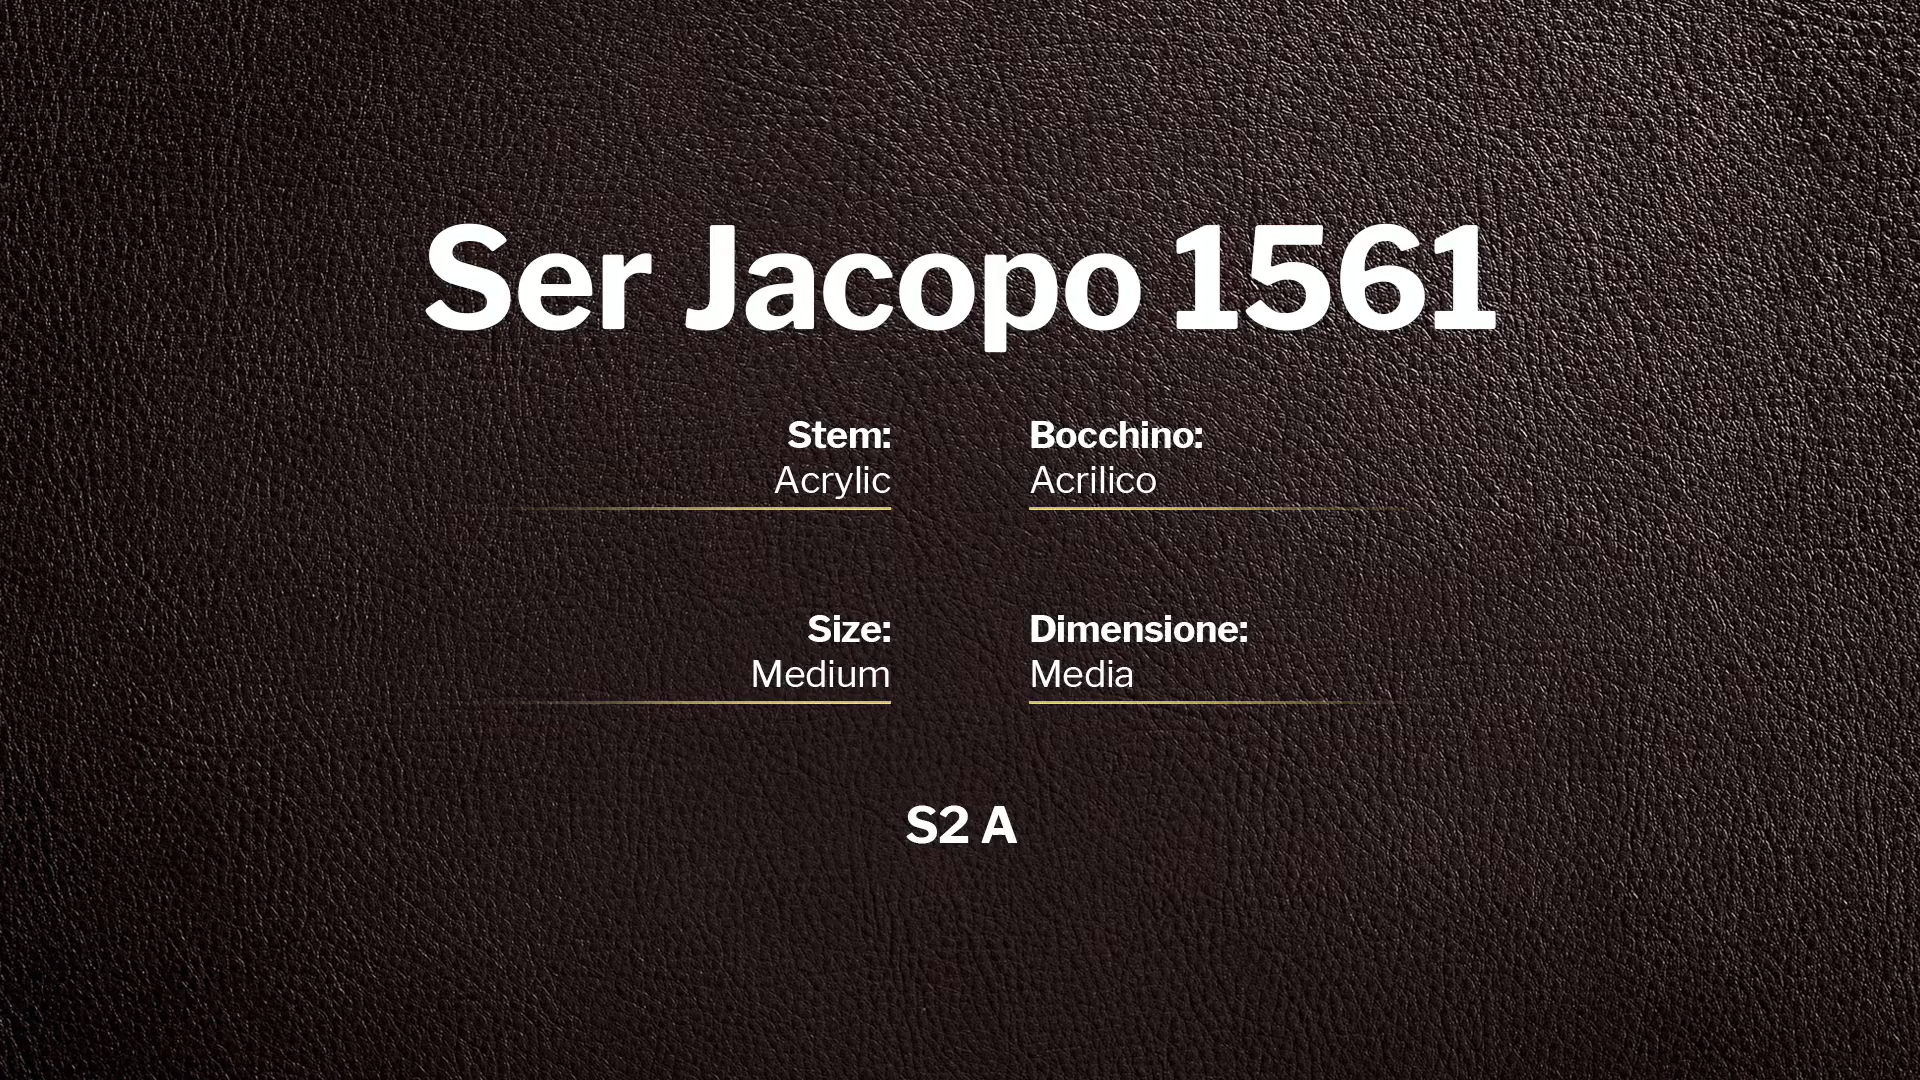 Ser Jacopo 1561
Stem:
Acrylic
Bocchino:
Acrilico
Size:
Medium
Dimensione:
Media
S2 A